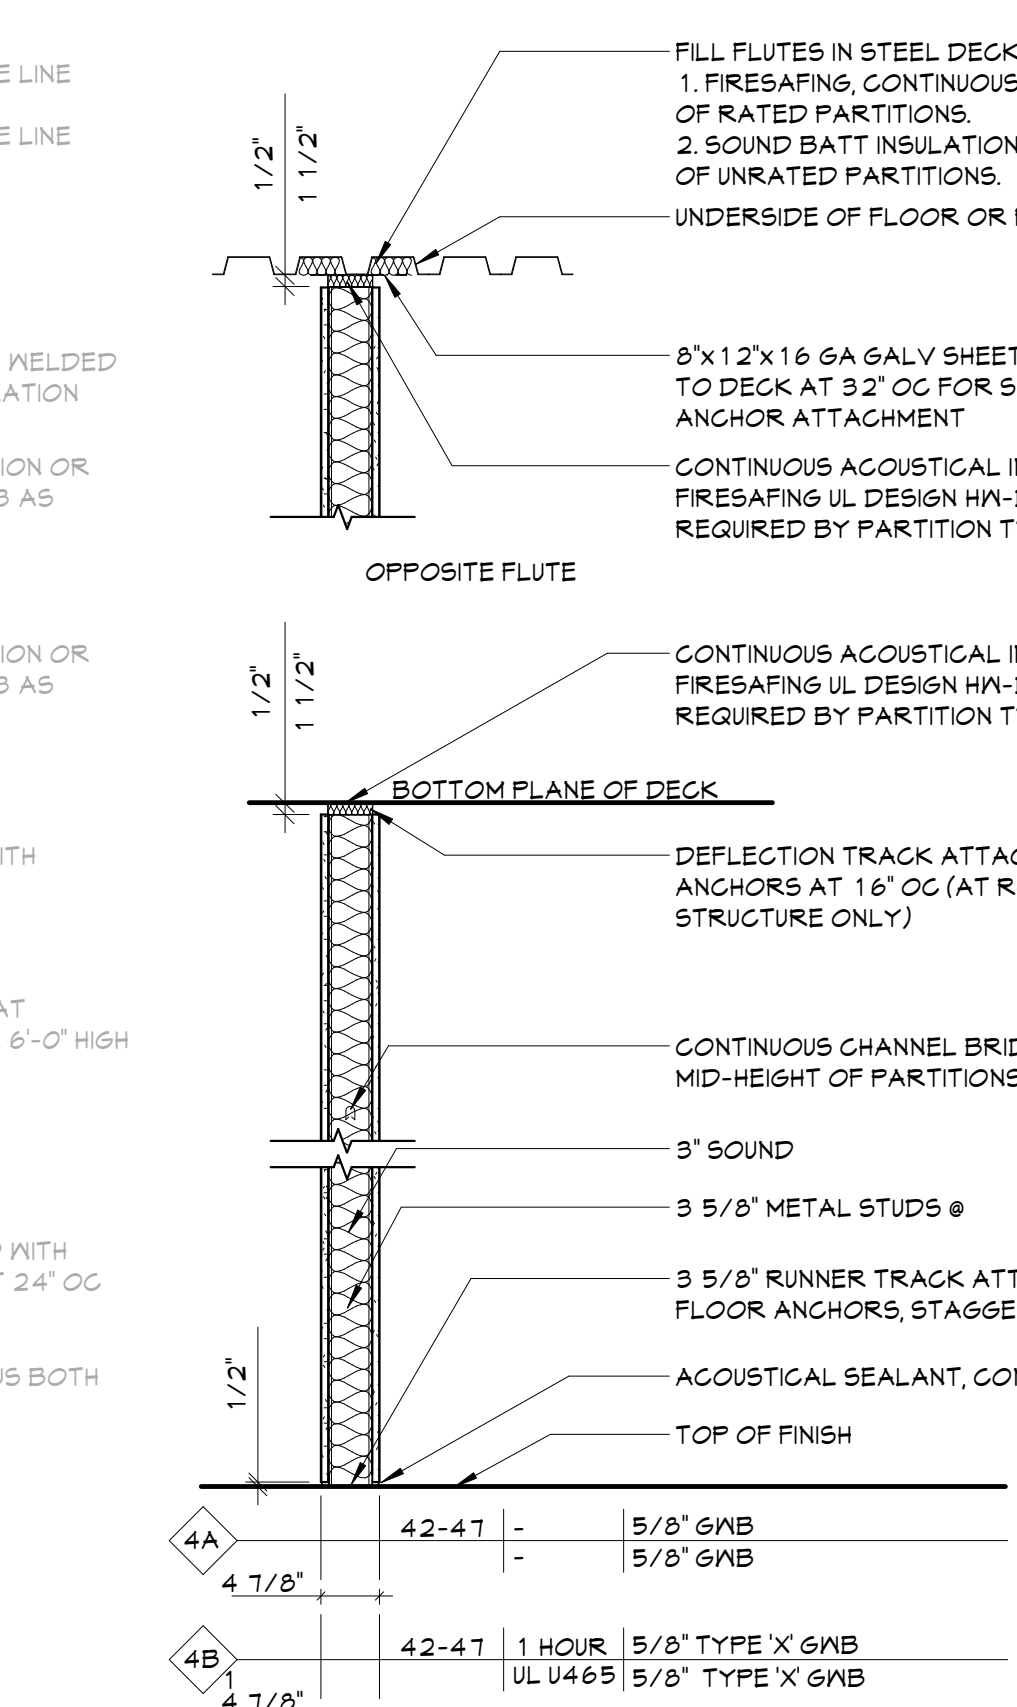 E LINE
E LINE
WELDED
ATION
ION OR
3 AS
ION OR
3 AS
ITH
AT
6'-0" HIGH
WITH
24" OC
US BOTH
1/2"
1 1/2"
FILL FLUTES IN STEEL DECK
1. FIRESAFING, CONTINUOUS
OF RATED PARTITIONS.
2. SOUND BATT INSULATION
OF UNRATED PARTITIONS.
UNDERSIDE OF FLOOR OR
8"x12"x16 GA GALV SHEET
TO DECK AT 32" OC FOR S
ANCHOR ATTACHMENT
CONTINUOUS ACOUSTICAL
FIRESAFING UL DESIGN HW-
REQUIRED BY PARTITION
OPPOSITE FLUTE
1/2"
1 1/2"
CONTINUOUS ACOUSTICAL
FIRESAFING UL DESIGN HW-
REQUIRED BY PARTITION
BOTTOM PLANE OF DECK
DEFLECTION TRACK ATTAC
ANCHORS AT 16" OC (AT R
STRUCTURE ONLY)
CONTINUOUS CHANNEL BRID
MID-HEIGHT OF PARTITIONS
3" SOUND
3 5/8" METAL STUDS @
3 5/8" RUNNER TRACK ATT
FLOOR ANCHORS, STAGGE
1/2"
ACOUSTICAL SEALANT, CON
TOP OF FINISH
4A 42-47 - 5/8" GWB
- 5/8" GWB
4 7/8"
4B 42-47 1 HOUR 5/8" TYPE 'X' GWB
1 UL U465 5/8" TYPE 'X' GWB
4 7/8"